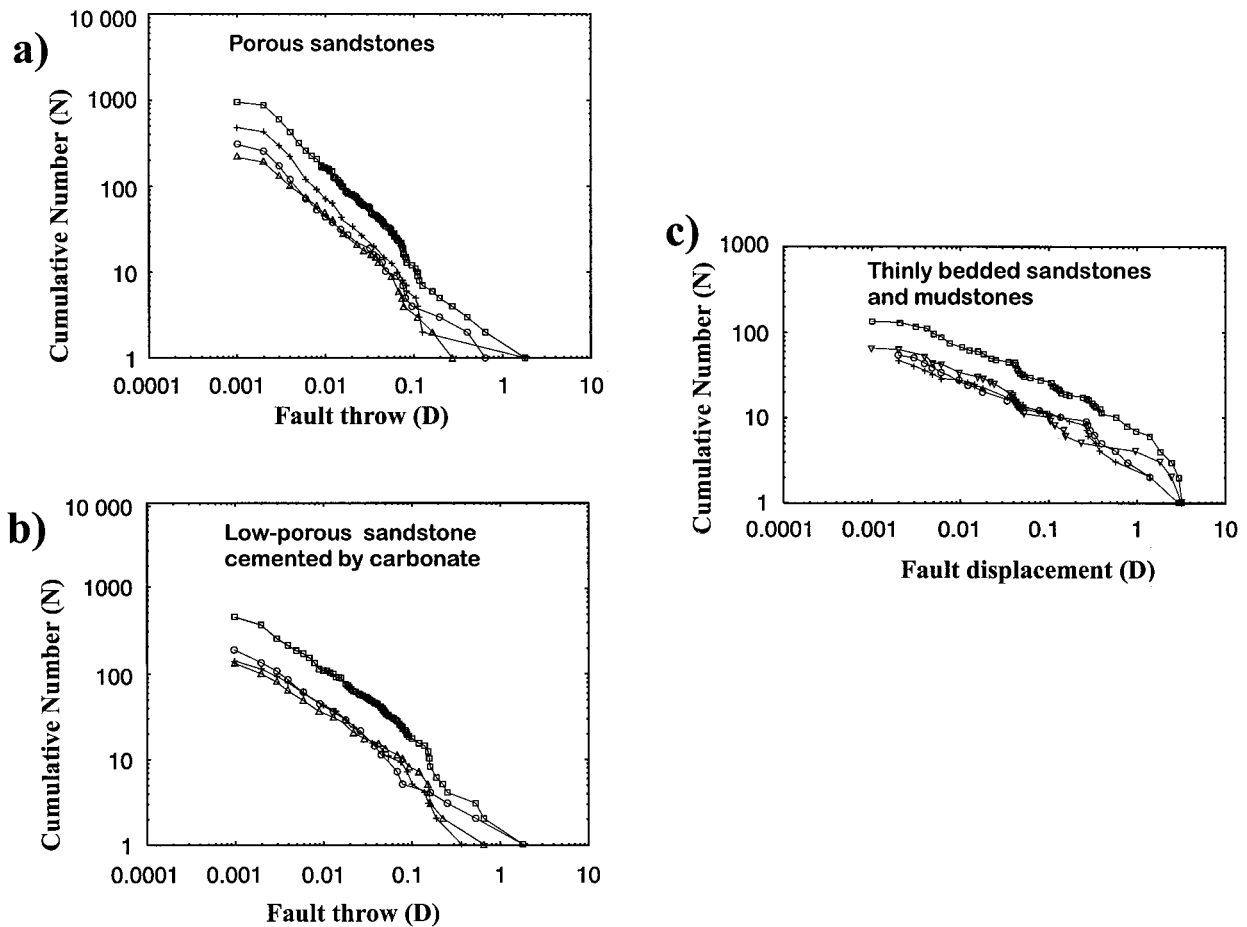 a)
Porous sandstones
Cumulative Number (N)
10 000
1000
100
10
1
0.0001 0.001 0.01 0.1 1 10
Fault throw (D)
b)
Low-porous sandstone
cemented by carbonate
Cumulative Number (N)
10 000
1000
100
10
1
0.0001 0.001 0.01 0.1 1 10
Fault throw (D)
c)
Thinly bedded sandstones
and mudstones
Cumulative Number (N)
1000
100
10
1
0.0001 0.001 0.01 0.1 1 10
Fault displacement (D)